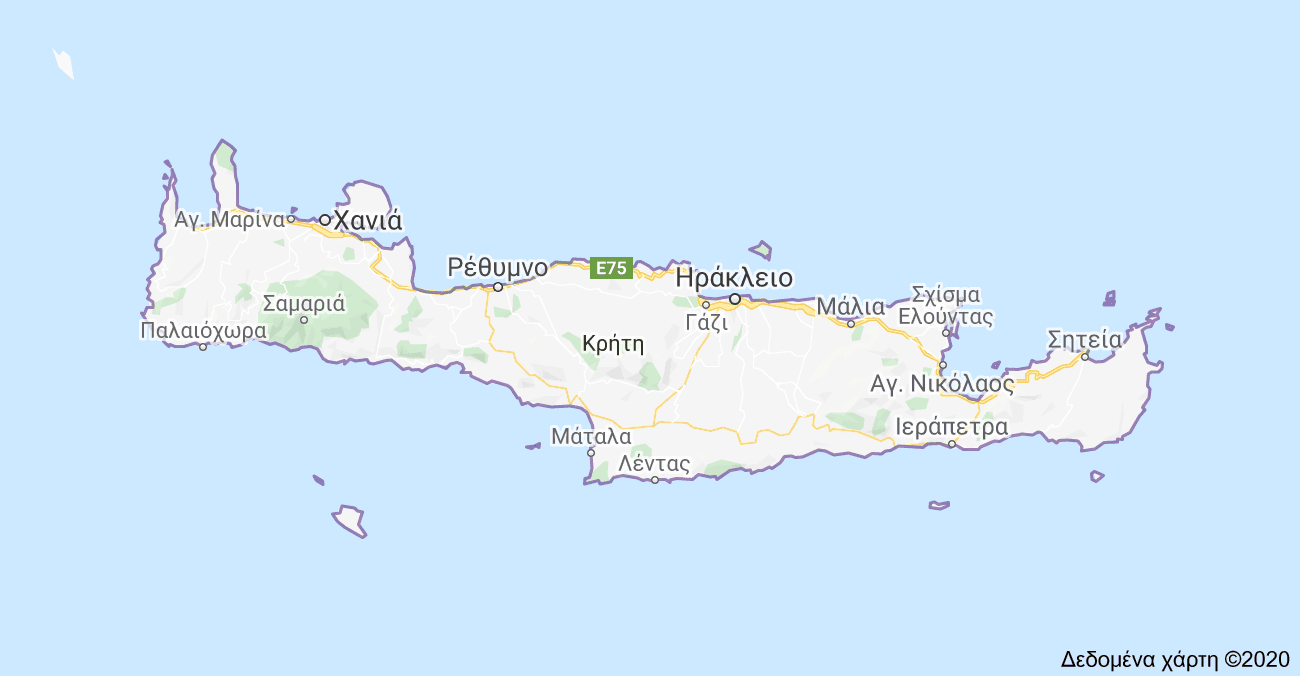 Αγ. Μαρίνα
Χανιά
Ρέθυμνο
E75
Ηράκλειο
Σχίσμα
Ελούντας
Μάλια
Σαμαριά
Γάζι
Παλαιόχωρα
Κρήτη
Σητεία
Αγ. Νικόλαος
Ιεράπετρα
Μάταλα
Λέντας
Δεδομένα χάρτη ©2020